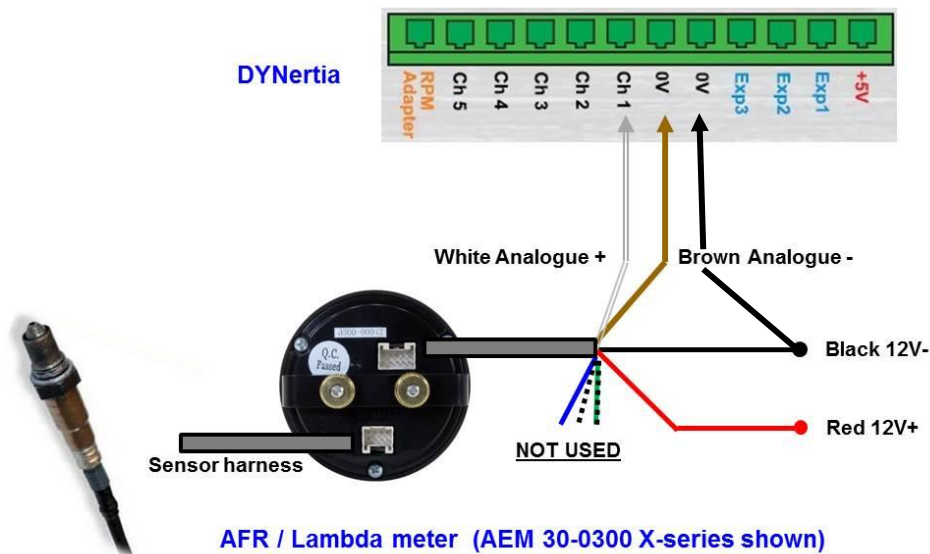 DYNertia
RPM
Adapter
Ch 5
Ch 4
Ch 3
Ch 2
Ch 1
0V
0V
Exp3
Exp2
Exp1
+5V
White Analogue +
Brown Analogue -
Q.C.
Passed
Black 12V-
Red 12V+
NOT USED
Sensor harness
AFR / Lambda meter (AEM 30-0300 X-series shown)